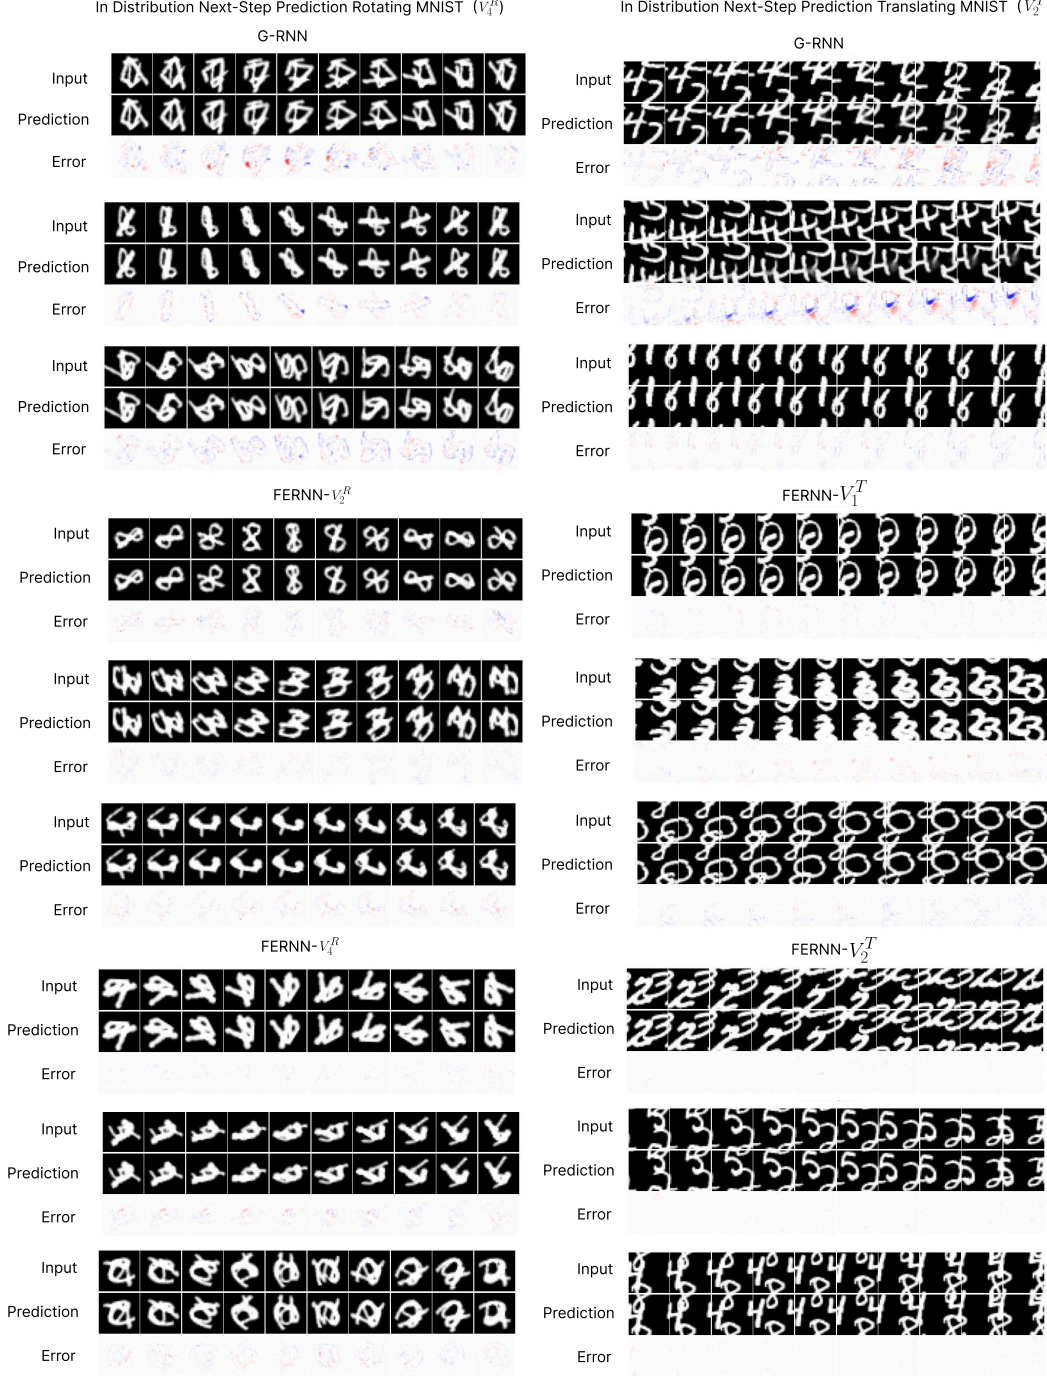 In Distribution Next-Step Prediction Rotating MNIST (V₄ᴿ)
G-RNN
Input
Prediction
Error
Input
Prediction
Error
Input
Prediction
Error
FERNN-V₂ᴿ
Input
Prediction
Error
Input
Prediction
Error
Input
Prediction
Error
FERNN-V₄ᴿ
Input
Prediction
Error
Input
Prediction
Error
Input
Prediction
Error
In Distribution Next-Step Prediction Translating MNIST (V₂ᵀ
G-RNN
Input
Prediction
Error
Input
Prediction
Error
Input
Prediction
Error
FERNN-V₁ᵀ
Input
Prediction
Error
Input
Prediction
Error
Input
Prediction
Error
FERNN-V₂ᵀ
Input
Prediction
Error
Input
Prediction
Error
Input
Prediction
Error